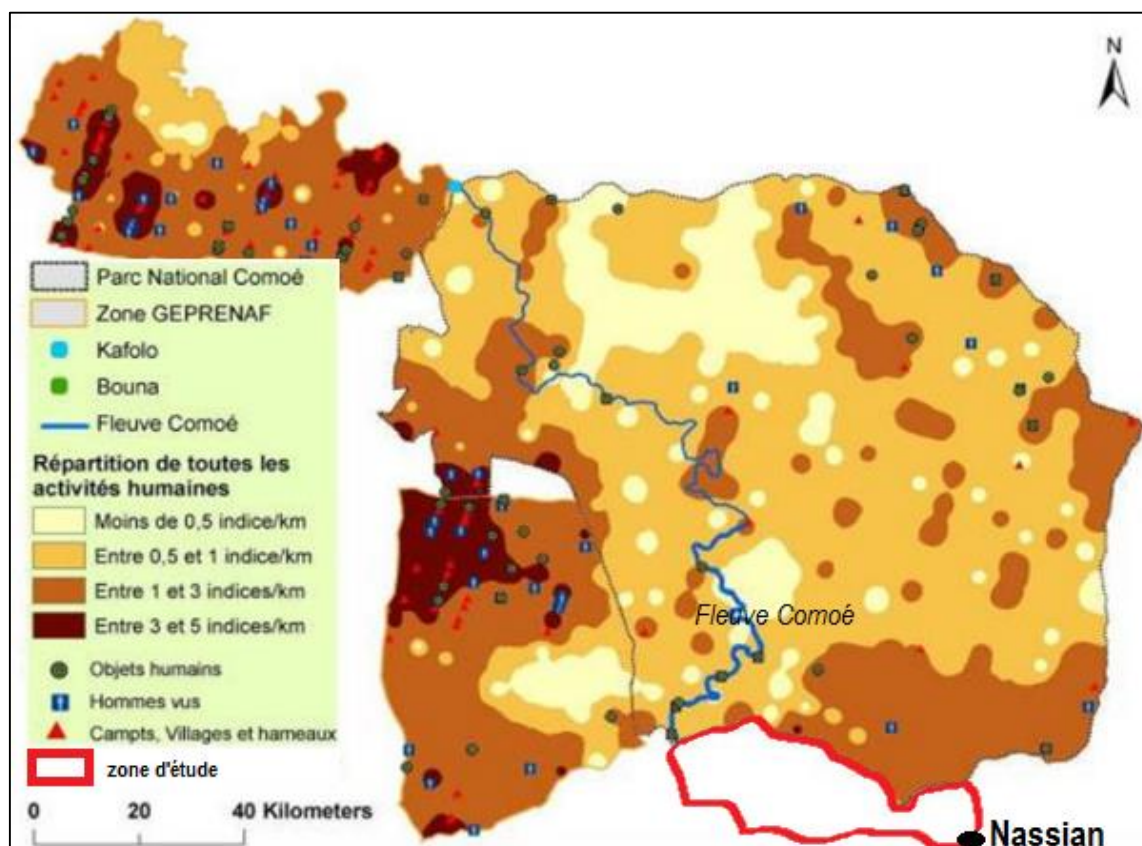 N
Parc National Comoé
Zone GEPRENAF
Kafolo
Bouna
Fleuve Comoé
Répartition de toutes les
activités humaines
Moins de 0,5 indice/km
Entre 0,5 et 1 indice/km
Entre 1 et 3 indices/km
Entre 3 et 5 indices/km
Objets humains
Hommes vus
Campts, Villages et hameaux
zone d'étude
0 20 40 Kilometers
Fleuve Comoé
Nassian